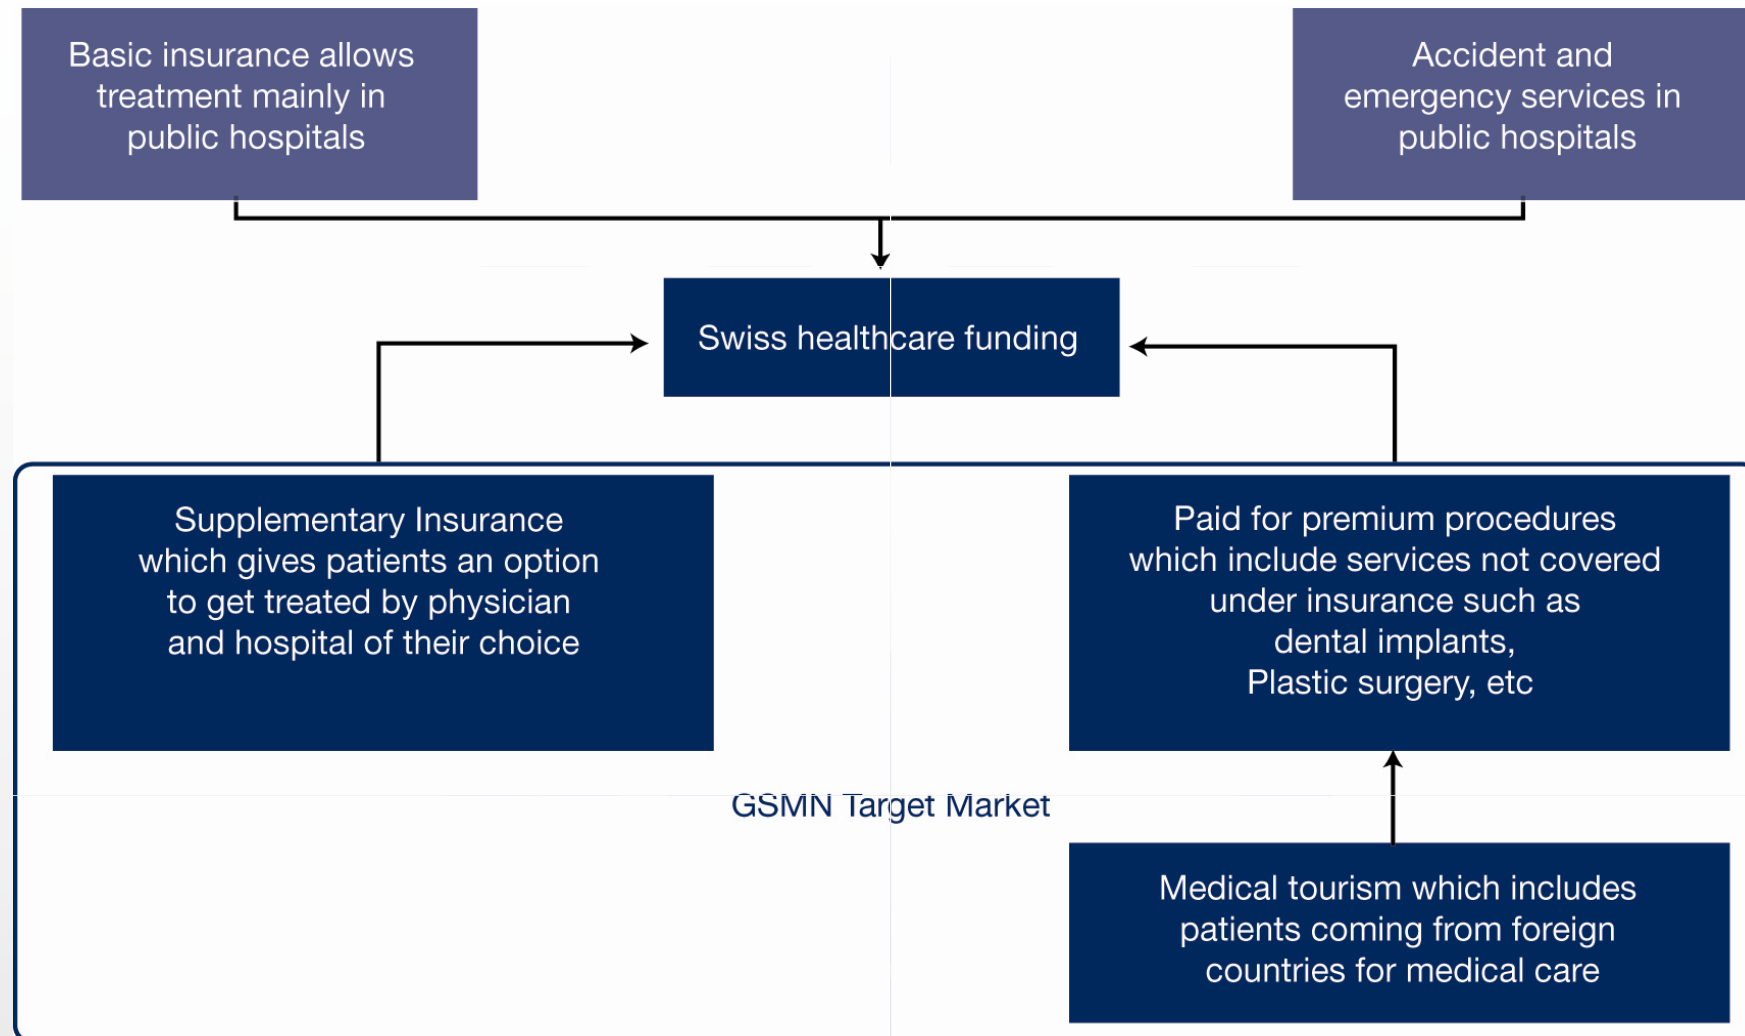 Basic insurance allows
treatment mainly in
public hospitals
Accident and
emergency services in
public hospitals
Swiss healthcare funding
Supplementary Insurance
which gives patients an option
to get treated by physician
and hospital of their choice
Paid for premium procedures
which include services not covered
under insurance such as
dental implants,
Plastic surgery, etc
GSMN Target Market
Medical tourism which includes
patients coming from foreign
countries for medical care